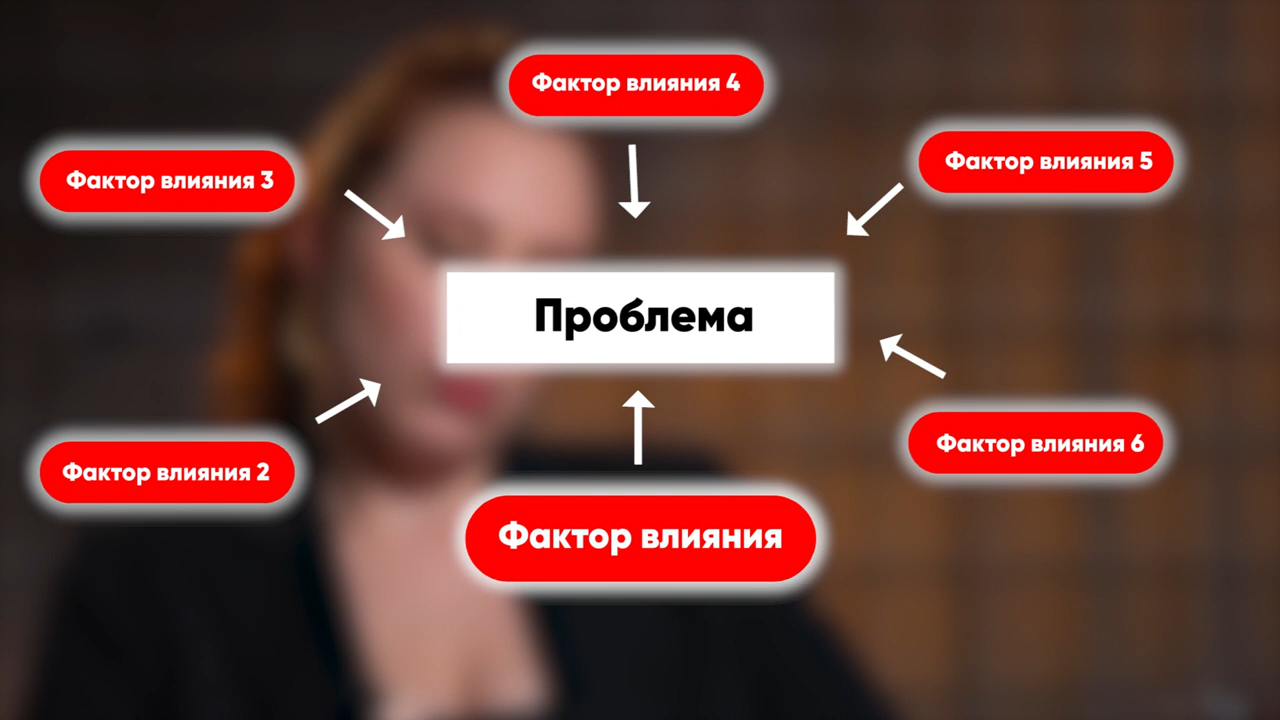 Фактор влияния 4
Фактор влияния 5
Фактор влияния 3
Проблема
Фактор влияния 6
Фактор влияния 2
Фактор влияния